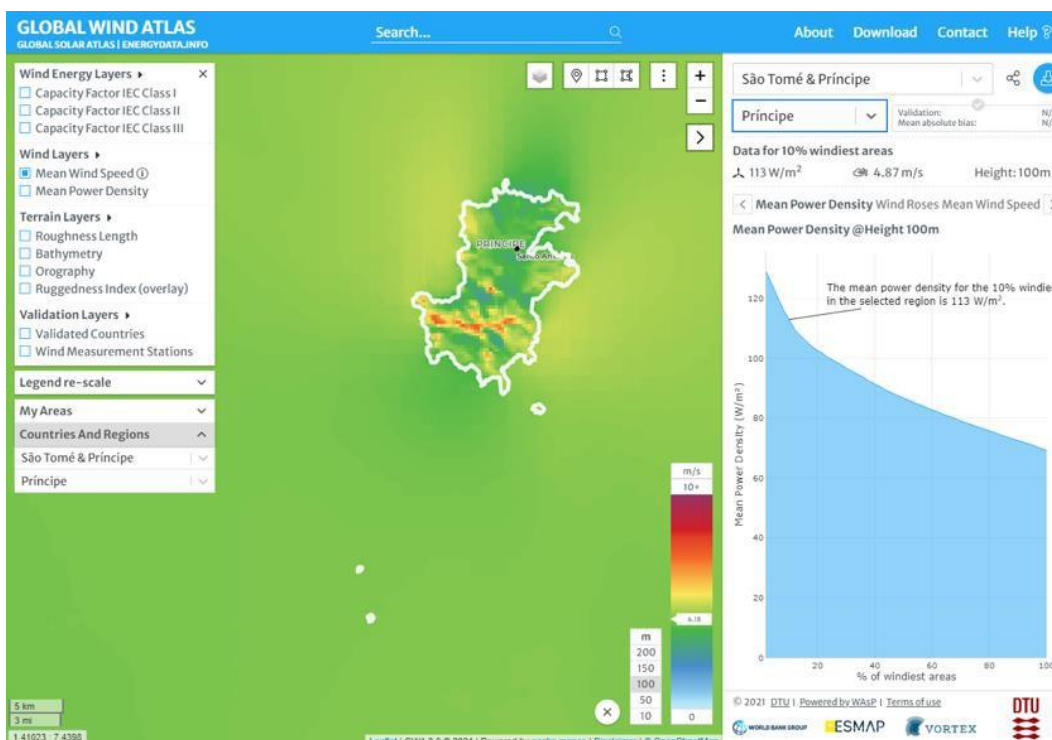 GLOBAL WIND ATLAS
GLOBAL SOLAR ATLAS | ENERGYDATA.INFO
Search...
About Download Contact Help
Wind Energy Layers
Capacity Factor IEC Class I
Capacity Factor IEC Class II
Capacity Factor IEC Class III
Wind Layers
Mean Wind Speed
Mean Power Density
Terrain Layers
Roughness Length
Bathymetry
Orography
Ruggedness Index (overlay)
Validation Layers
Validated Countries
Wind Measurement Stations
Legend re-scale
My Areas
Countries And Regions
São Tomé & Príncipe
Príncipe
5 km
3 mi
1.41023 : 7.4398
PRINCIPE
m/s
10+
0
m
200
150
100
50
10
São Tomé & Príncipe
Príncipe
Validation:
Mean absolute bias:
Data for 10% windiest areas
113 W/m² 4.87 m/s Height: 100m
Mean Power Density Wind Roses Mean Wind Speed
Mean Power Density @Height 100m
The mean power density for the 10% windie
in the selected region is 113 W/m².
Mean Power Density (W/m²)
120
100
80
60
40
20
0
20 40 60 80 100
% of windiest areas
© 2021 DTU | Powered by WAsP | Terms of use
WORLD BANK GROUP ESMAP VORTEX DTU